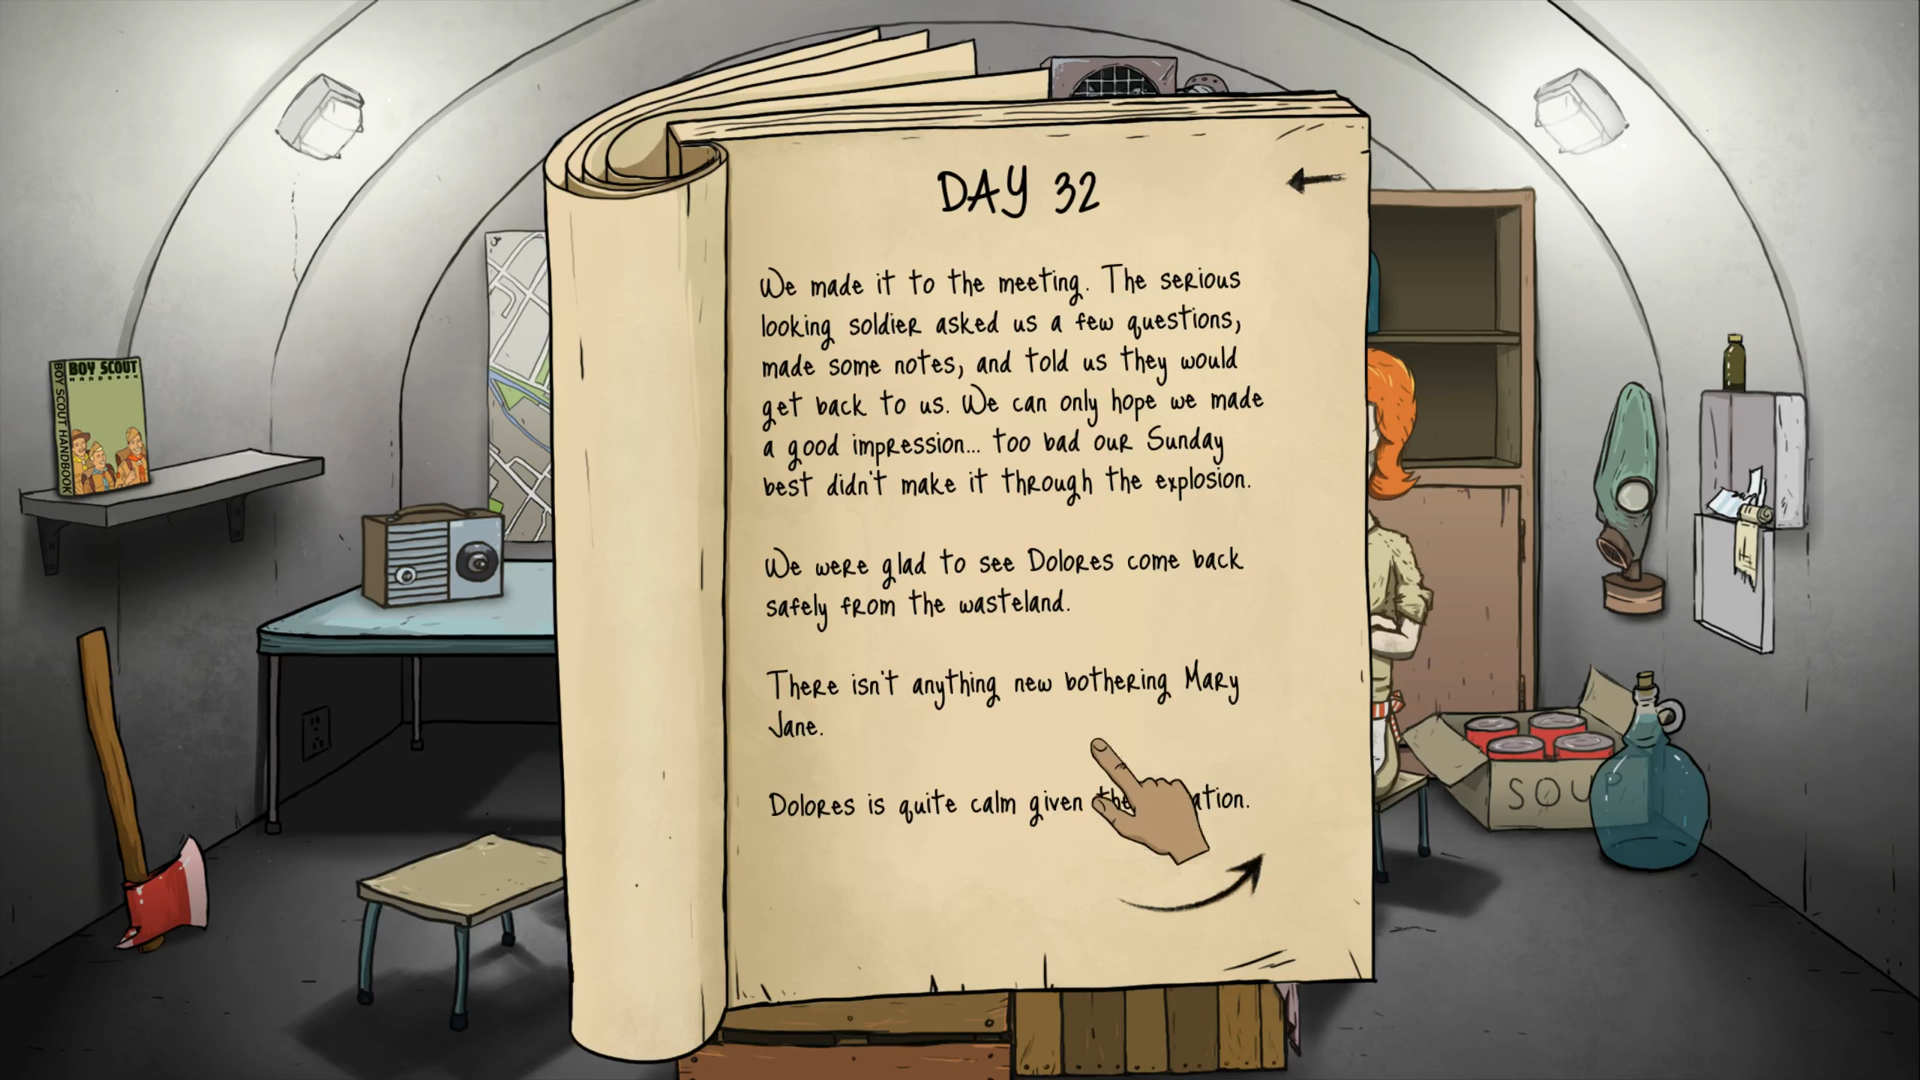 DAY 32
We made it to the meeting. The serious
looking soldier asked us a few questions,
made some notes, and told us they would
get back to us. We can only hope we made
a good impression... too bad our Sunday
best didn't make it through the explosion.
We were glad to see Dolores come back
safely from the wasteland.
There isn't anything new bothering Mary
Jane.
Dolores is quite calm given the ation.
BOY SCOUT
HANDBOOK
BOY SCOUT HANDBOOK
SOU